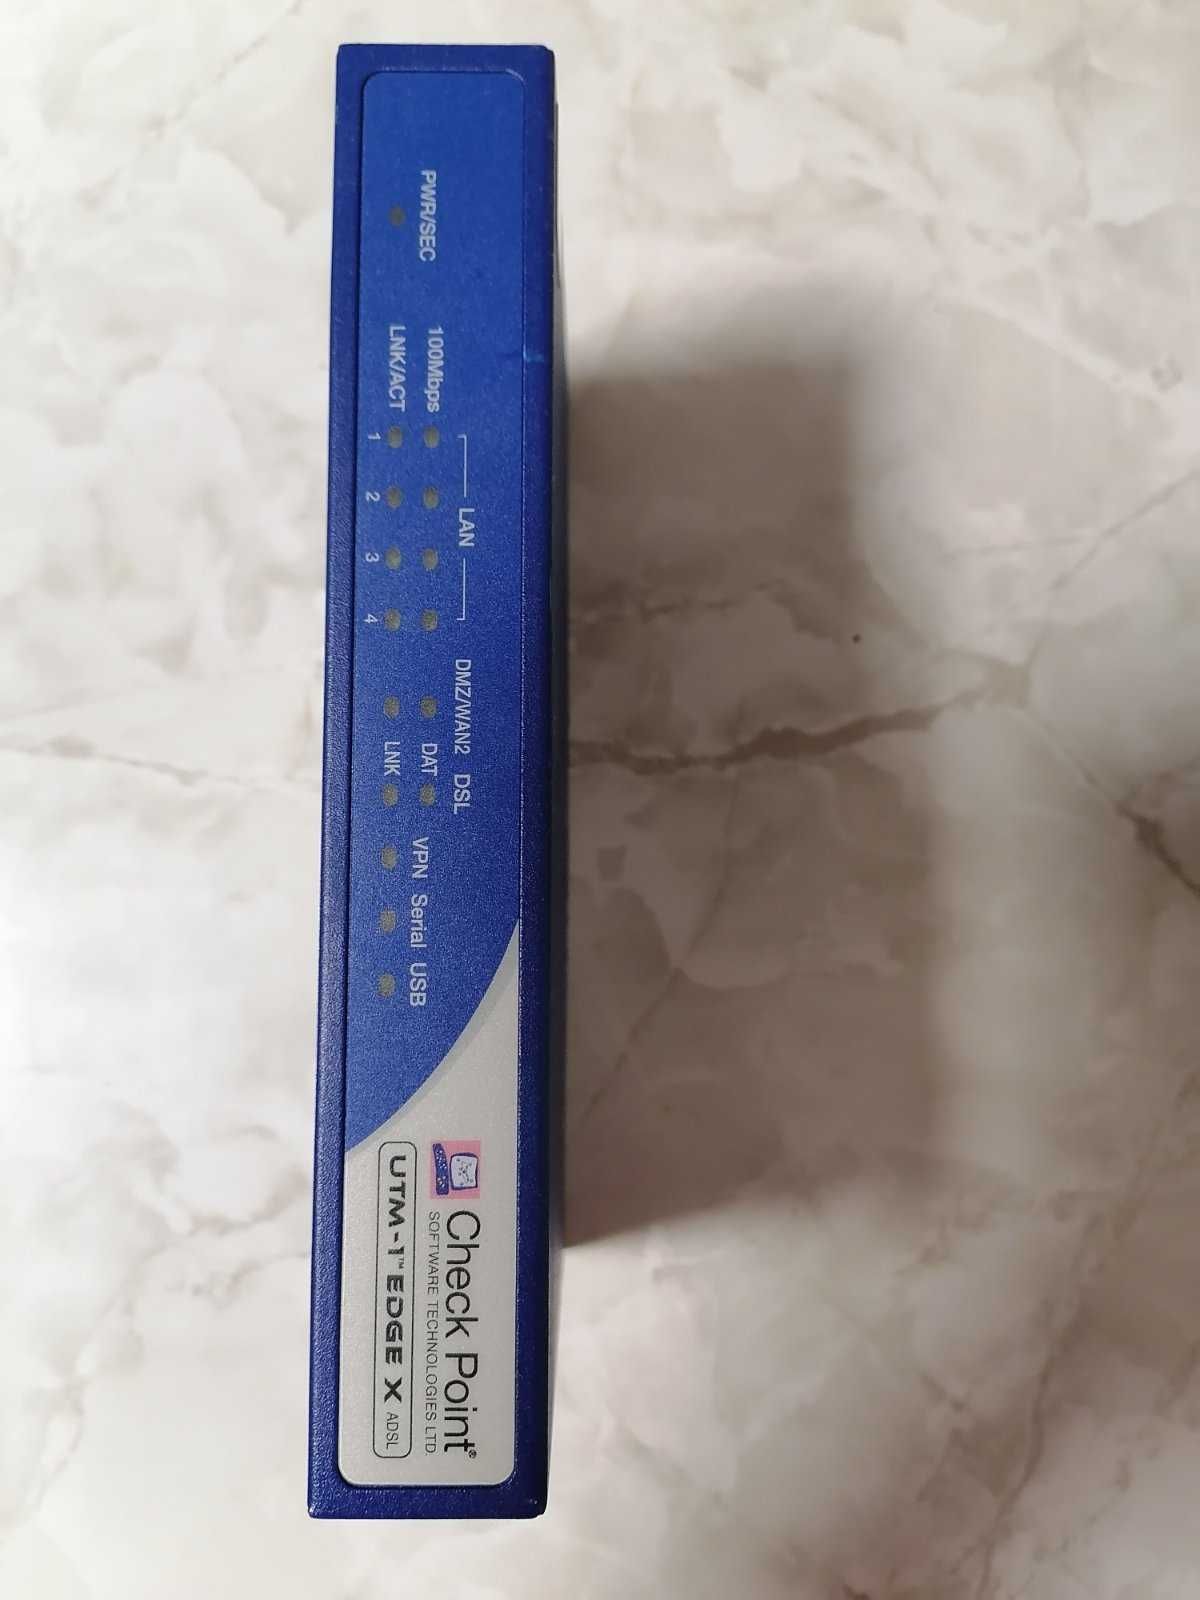 PWR/SEC
100Mbps
LNK/ACT
LAN
1 2 3 4
DMZ/WAN2
DSL
DAT
LNK
VPN Serial USB
Check Point®
SOFTWARE TECHNOLOGIES LTD.
UTM-1™ EDGE X ADSL